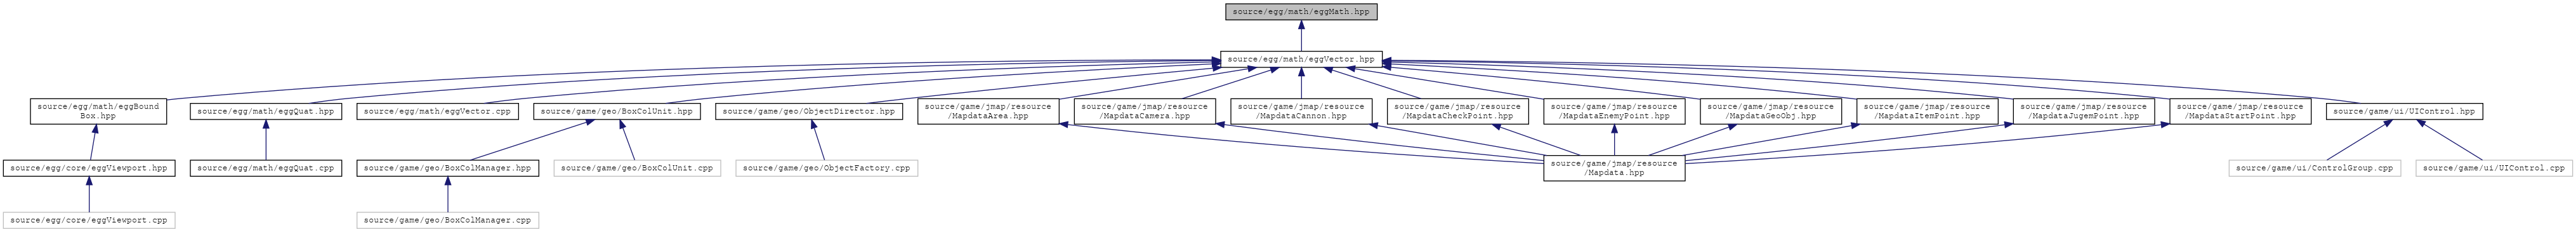 source/egg/math/eggMath.hpp
source/egg/math/eggVector.hpp
source/egg/math/eggBound
Box.hpp
source/egg/math/eggQuat.hpp
source/egg/math/eggVector.cpp
source/game/geo/BoxColUnit.hpp
source/game/geo/ObjectDirector.hpp
source/game/jmap/resource
/MapdataArea.hpp
source/game/jmap/resource
/MapdataCamera.hpp
source/game/jmap/resource
/MapdataCannon.hpp
source/game/jmap/resource
/MapdataCheckPoint.hpp
source/game/jmap/resource
/MapdataEnemyPoint.hpp
source/game/jmap/resource
/MapdataGeoObj.hpp
source/game/jmap/resource
/MapdataItemPoint.hpp
source/game/jmap/resource
/MapdataJugemPoint.hpp
source/game/jmap/resource
/MapdataStartPoint.hpp
source/game/ui/UIControl.hpp
source/egg/core/eggViewport.hpp
source/egg/math/eggQuat.cpp
source/game/geo/BoxColManager.hpp
source/game/geo/BoxColUnit.cpp
source/game/geo/ObjectFactory.cpp
source/game/jmap/resource
/Mapdata.hpp
source/game/ui/ControlGroup.cpp
source/game/ui/UIControl.cpp
source/egg/core/eggViewport.cpp
source/game/geo/BoxColManager.cpp